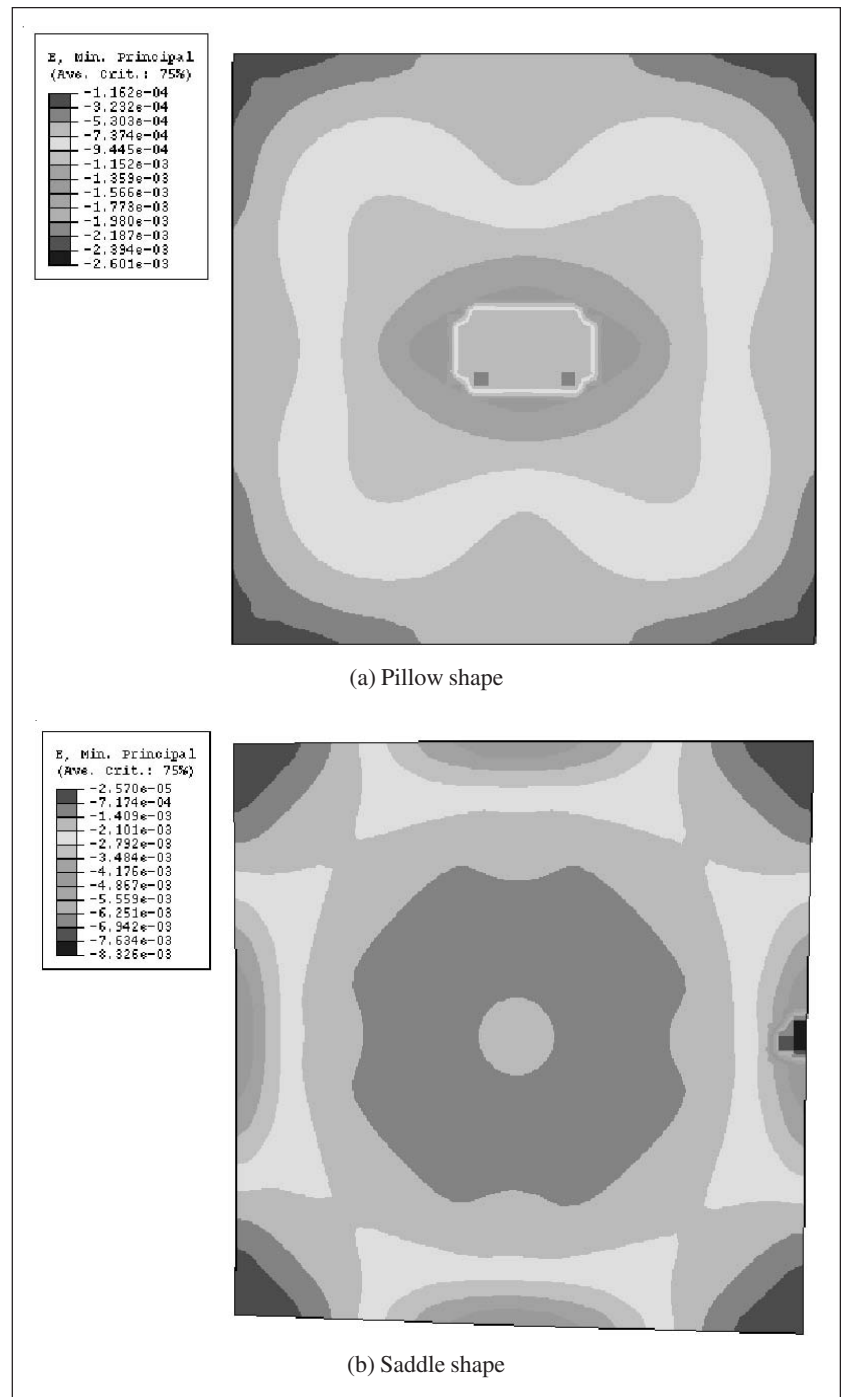 E, Min. Principal
(Ave. Crit.: 75%)
-1.162e-04
-3.232e-04
-5.303e-04
-7.374e-04
-9.445e-04
-1.152e-03
-1.359e-03
-1.566e-03
-1.773e-03
-1.980e-03
-2.187e-03
-2.394e-03
-2.601e-03
(a) Pillow shape
E, Min. Principal
(Ave. Crit.: 75%)
-2.570e-05
-7.174e-04
-1.409e-03
-2.101e-03
-2.792e-03
-3.484e-03
-4.176e-03
-4.867e-03
-5.559e-03
-6.251e-03
-6.942e-03
-7.634e-03
-8.326e-03
(b) Saddle shape